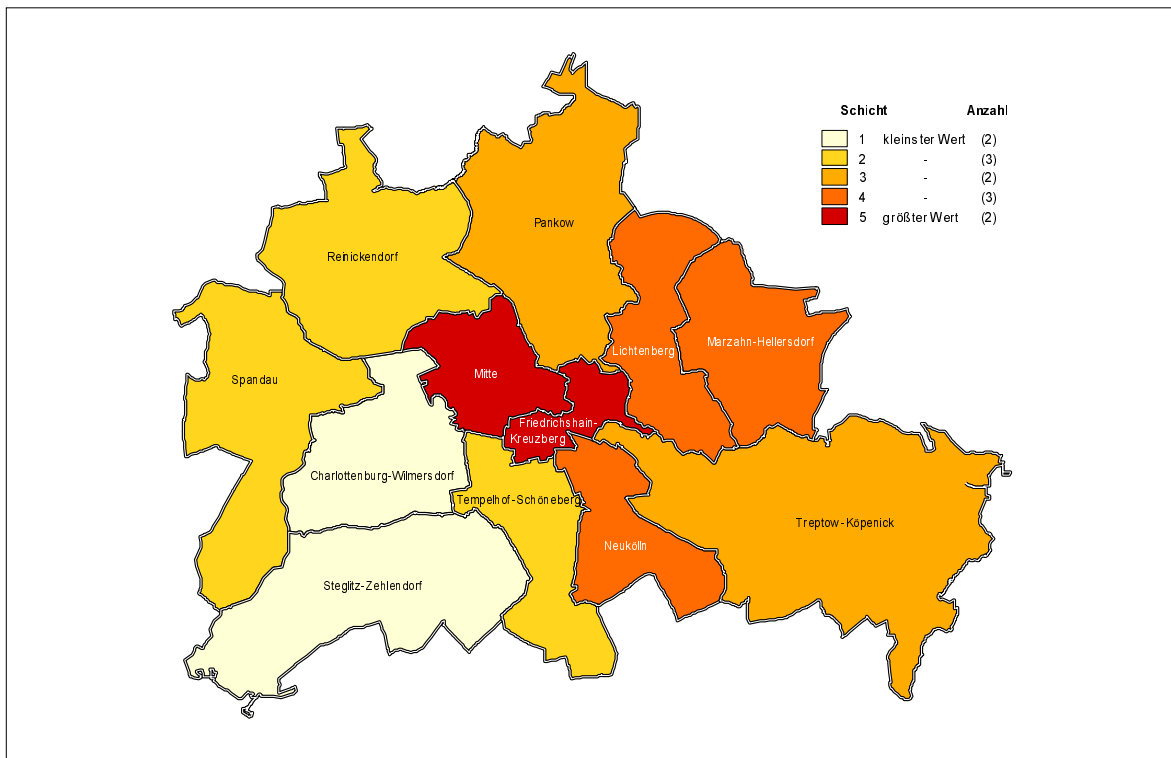 Schicht Anzahl
1 kleinster Wert (2)
2 - (3)
3 - (2)
4 - (3)
5 größter Wert (2)
Pankow
Reinickendorf
Lichtenberg
Marzahn-Hellersdorf
Mitte
Spandau
Friedrichshain-
Kreuzberg
Charlottenburg-Wilmersdorf
Tempelhof-Schöneberg
Treptow-Köpenick
Neukölln
Steglitz-Zehlendorf